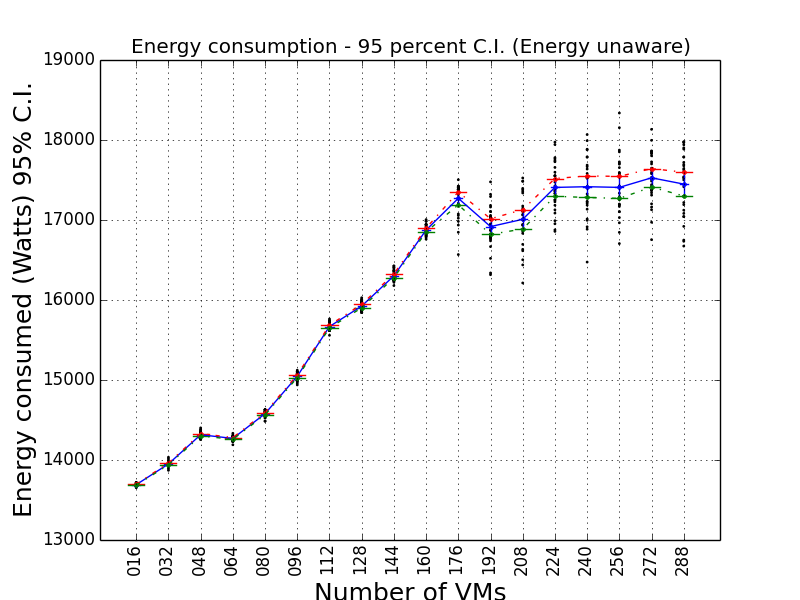 Energy consumption - 95 percent C.I. (Energy unaware)
Energy consumed (Watts) 95% C.I.
19000
18000
17000
16000
15000
14000
13000
016 032 048 064 080 096 112 128 144 160 176 192 208 224 240 256 272 288
Number of VMs